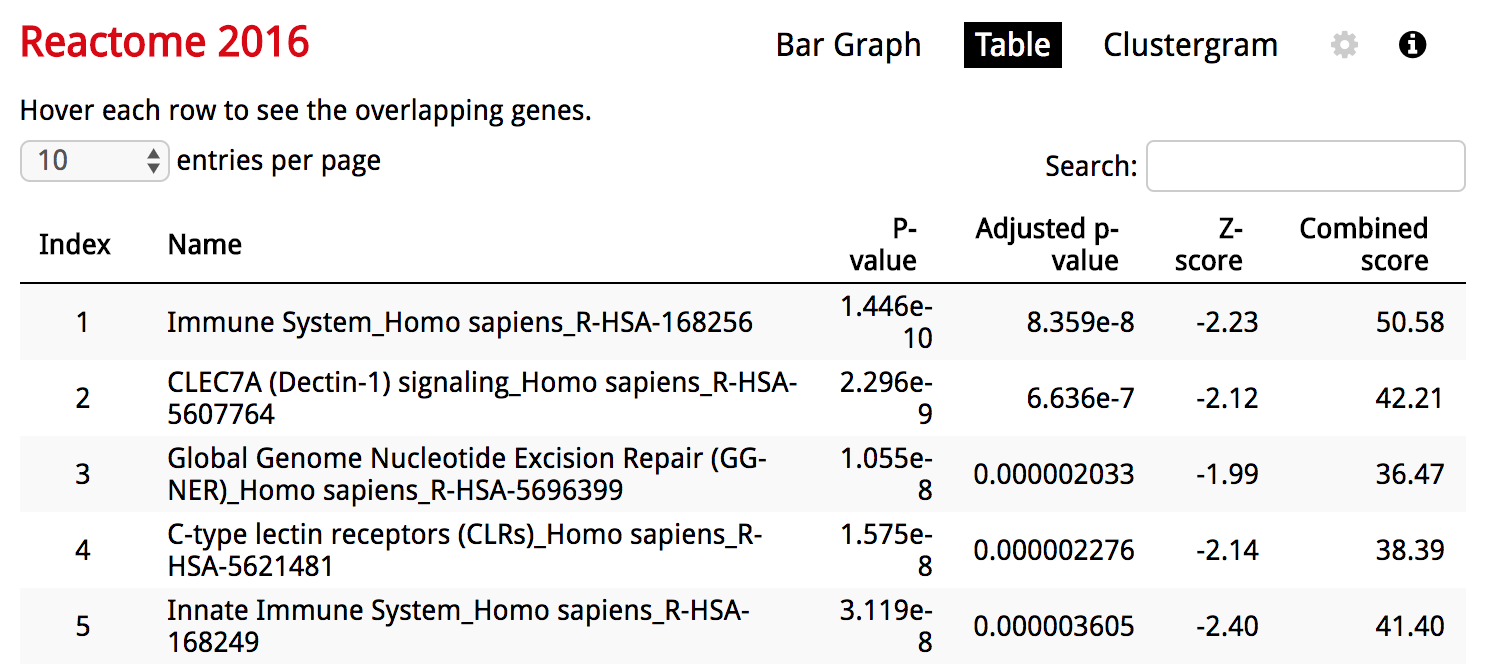 Reactome 2016
Bar Graph Table Clustergram
Hover each row to see the overlapping genes.
10 entries per page
Search:
Index Name P-value Adjusted p-value Z-score Combined score
1 Immune System_Homo sapiens_R-HSA-168256 1.446e-10 8.359e-8 -2.23 50.58
2 CLEC7A (Dectin-1) signaling_Homo sapiens_R-HSA-5607764 2.296e-9 6.636e-7 -2.12 42.21
3 Global Genome Nucleotide Excision Repair (GG-NER)_Homo sapiens_R-HSA-5696399 1.055e-8 0.000002033 -1.99 36.47
4 C-type lectin receptors (CLRs)_Homo sapiens_R-HSA-5621481 1.575e-8 0.000002276 -2.14 38.39
5 Innate Immune System_Homo sapiens_R-HSA-168249 3.119e-8 0.000003605 -2.40 41.40